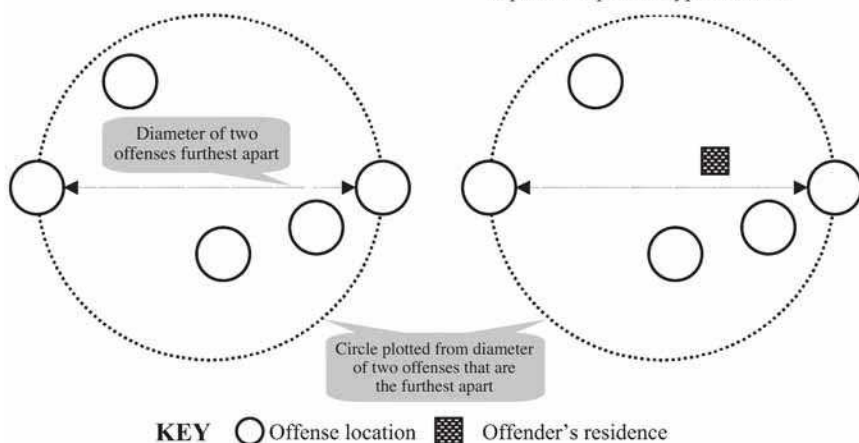 Diameter of two
offenses furthest apart
Circle plotted from diameter
of two offenses that are
the furthest apart
KEY Offense location Offender's residence